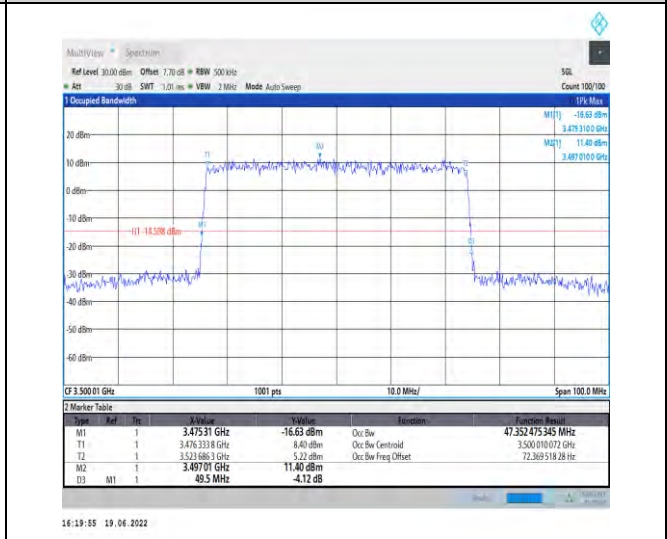 MultiView Spectrum
Ref Level 30.00 dBm Offset 7.70 dB RBW 500 kHz SGL
Att 30 dB SWT 1.01 ms VBW 2 MHz Mode Auto Sweep Count 100/100
1 Occupied Bandwidth 1Pk Max
M1[1] -16.63 dBm
20 dBm
M2[1] 11.40 dBm
T1 M2
3.497 010 0 GHz
10 dBm
0 dBm
-10 dBm
M1
H1 -14.598 dBm
-20 dBm
D3
-30 dBm
-40 dBm
-50 dBm
-60 dBm
CF 3.500 01 GHz 1001 pts 10.0 MHz/ Span 100.0 MHz
2 Marker Table
Type Ref Trc X-Value Y-Value Function Function Result
M1 1 3.475 31 GHz -16.63 dBm Occ Bw 47.352 475 345 MHz
T1 1 3.476 333 8 GHz 8.40 dBm Occ Bw Centroid 3.500 010 072 GHz
T2 1 3.523 686 3 GHz 5.22 dBm Occ Bw Freq Offset 72.369 518 28 Hz
M2 1 3.497 01 GHz 11.40 dBm
D3 M1 1 49.5 MHz -4.12 dB
16:19:55 19.06.2022